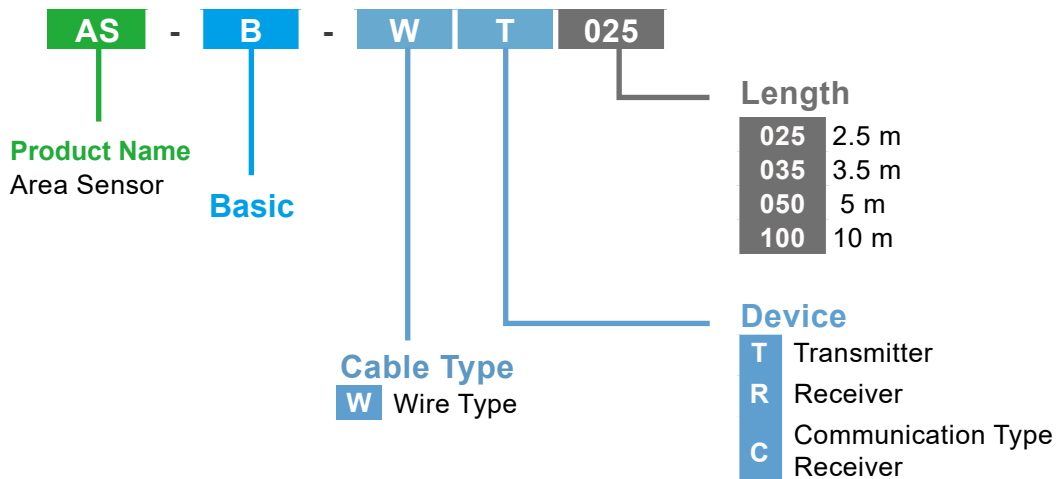 AS - B - W T 025
Product Name
Area Sensor
Basic
Cable Type
W Wire Type
Length
025 2.5 m
035 3.5 m
050 5 m
100 10 m
Device
T Transmitter
R Receiver
C Communication Type
Receiver